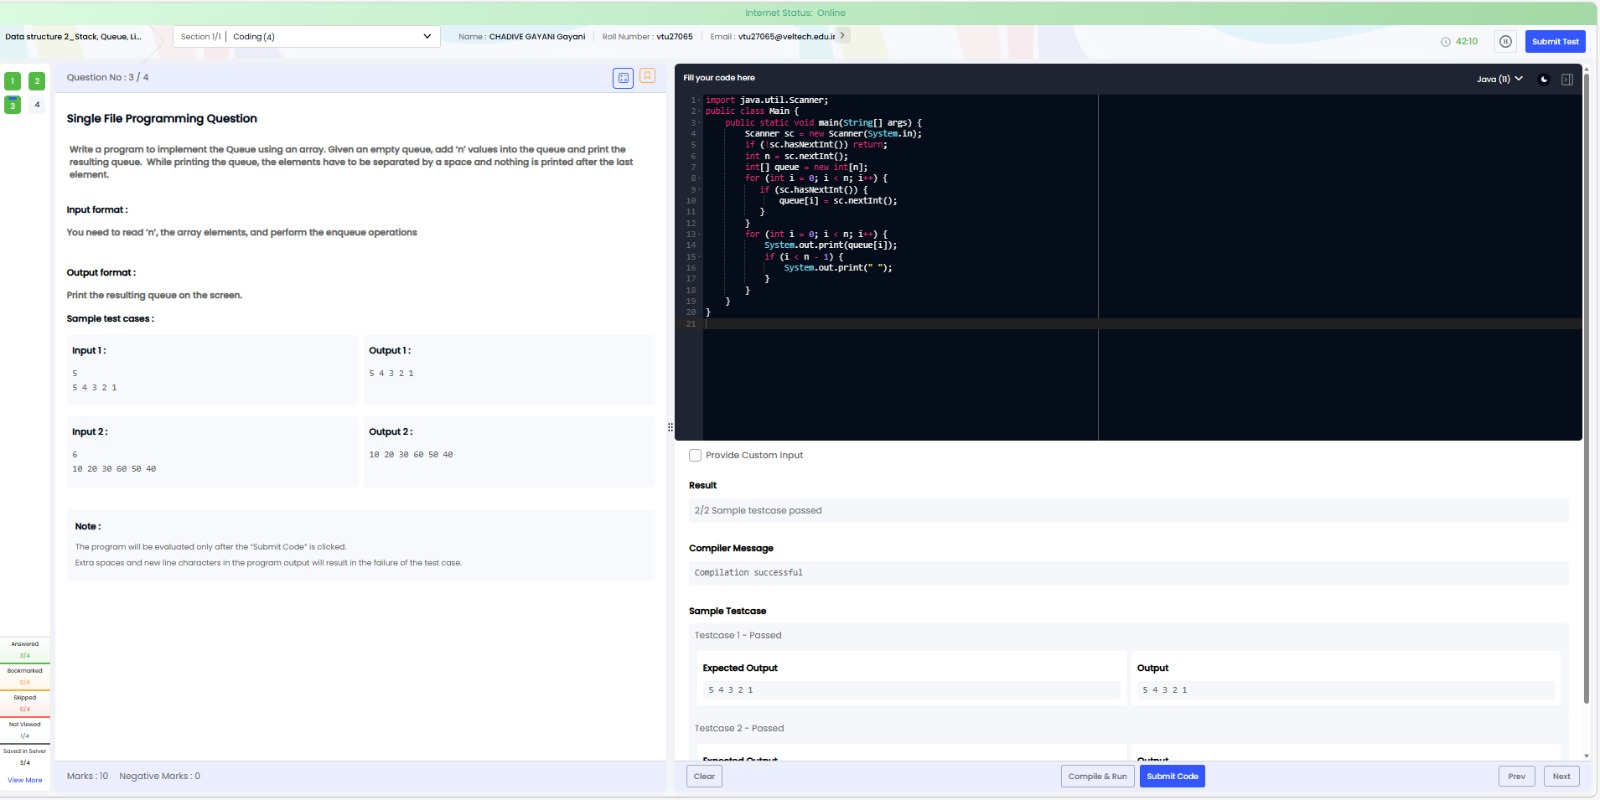 Internet Status: Online
Data structure 2_Stack, Queue, Li...
Section 1/1 | Coding (4)
Name : CHADIVE GAYANI Gayani
Roll Number : vtu27065
Email : vtu27065@veltech.edu.ir
42:10
Submit Test
1 2
3 4
Question No : 3 / 4
Single File Programming Question
Write a program to implement the Queue using an array. Given an empty queue, add 'n' values into the queue and print the
resulting queue. While printing the queue, the elements have to be separated by a space and nothing is printed after the last
element.
Input format :
You need to read 'n', the array elements, and perform the enqueue operations
Output format :
Print the resulting queue on the screen.
Sample test cases :
Input 1 :
5
5 4 3 2 1
Output 1 :
5 4 3 2 1
Input 2 :
6
10 20 30 60 50 40
Output 2 :
10 20 30 60 50 40
Note :
The program will be evaluated only after the "Submit Code" is clicked.
Extra spaces and new line characters in the program output will result in the failure of the test case.
Answered
3/4
Bookmarked
0/4
Skipped
0/4
Not Viewed
1/4
Saved in Server
3/4
View More
Marks : 10 Negative Marks : 0
Fill your code here
Java (11)
1 import java.util.Scanner;
2 public class Main {
3 public static void main(String[] args) {
4 Scanner sc = new Scanner(System.in);
5 if (!sc.hasNextInt()) return;
6 int n = sc.nextInt();
7 int[] queue = new int[n];
8 for (int i = 0; i < n; i++) {
9 if (sc.hasNextInt()) {
10 queue[i] = sc.nextInt();
11 }
12 }
13 for (int i = 0; i < n; i++) {
14 System.out.print(queue[i]);
15 if (i < n - 1) {
16 System.out.print(" ");
17 }
18 }
19 }
20 }
21
Provide Custom Input
Result
2/2 Sample testcase passed
Compiler Message
Compilation successful
Sample Testcase
Testcase 1 - Passed
Expected Output
5 4 3 2 1
Output
5 4 3 2 1
Testcase 2 - Passed
Expected Output
Output
Clear
Compile & Run
Submit Code
Prev
Next